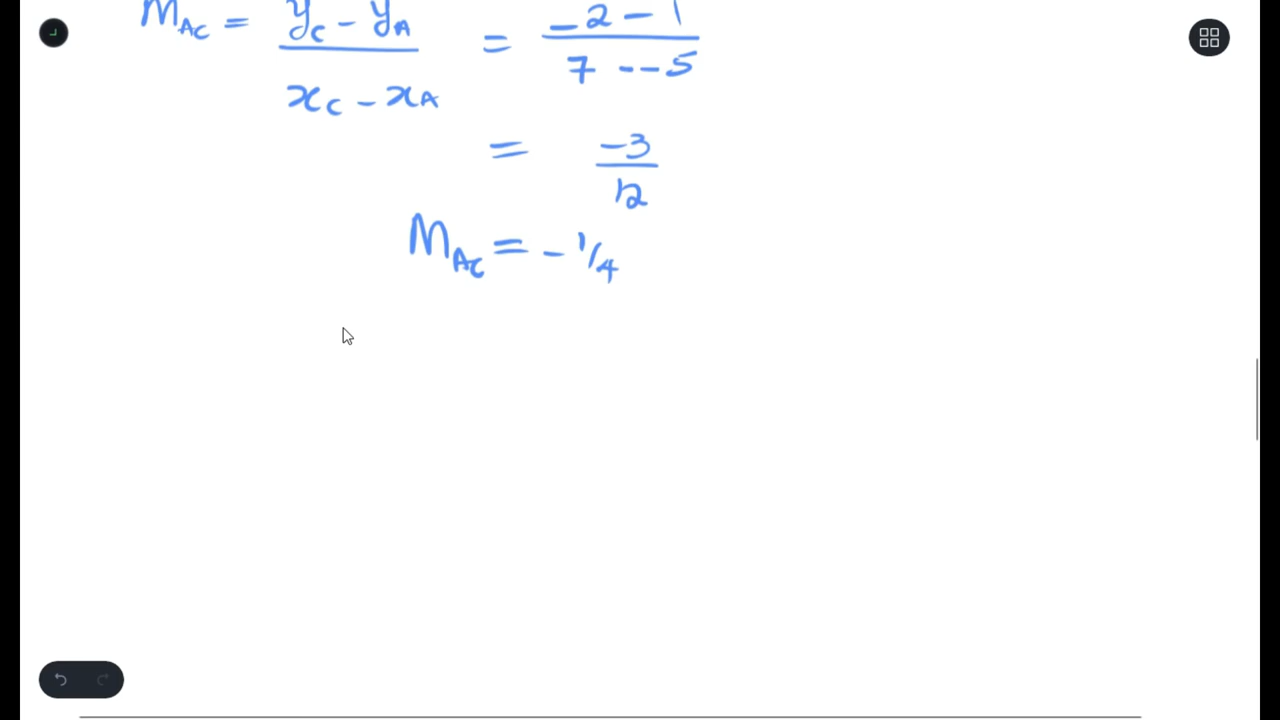 M_AC = (y_C - y_A) / (x_C - x_A) = (-2 - 1) / (7 - -5)
= -3 / 12
M_AC = - 1/4